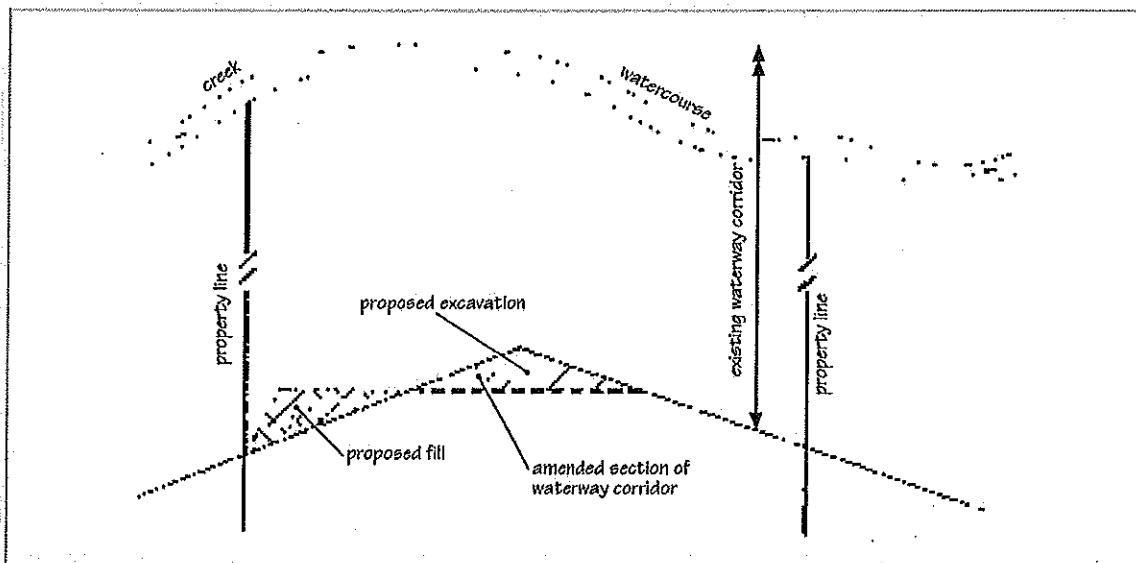 creek
watercourse
existing waterway corridor
property line
property line
proposed excavation
proposed fill
amended section of
waterway corridor